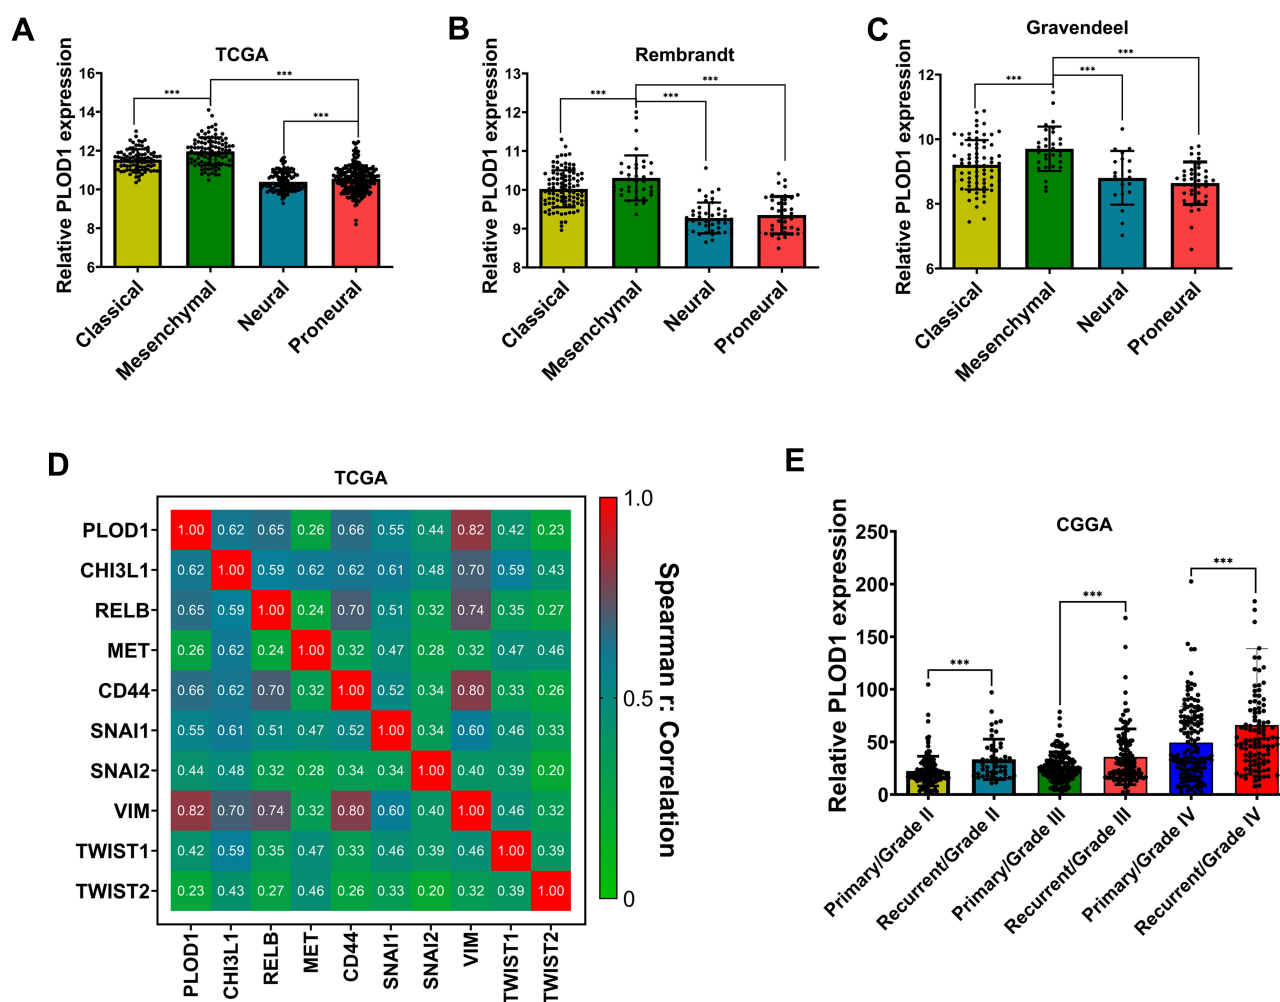 A
TCGA
Relative PLOD1 expression
16
14
12
10
8
6
***
***
***
Classical
Mesenchymal
Neural
Proneural
B
Rembrandt
Relative PLOD1 expression
13
12
11
10
9
8
***
***
***
Classical
Mesenchymal
Neural
Proneural
C
Gravendeel
Relative PLOD1 expression
12
10
8
6
***
***
***
Classical
Mesenchymal
Neural
Proneural
D
TCGA
PLOD1 1.00 0.62 0.65 0.26 0.66 0.55 0.44 0.82 0.42 0.23
CHI3L1 0.62 1.00 0.59 0.62 0.62 0.61 0.48 0.70 0.59 0.43
RELB 0.65 0.59 1.00 0.24 0.70 0.51 0.32 0.74 0.35 0.27
MET 0.26 0.62 0.24 1.00 0.32 0.47 0.28 0.32 0.47 0.46
CD44 0.66 0.62 0.70 0.32 1.00 0.52 0.34 0.80 0.33 0.26
SNAI1 0.55 0.61 0.51 0.47 0.52 1.00 0.34 0.60 0.46 0.33
SNAI2 0.44 0.48 0.32 0.28 0.34 0.34 1.00 0.40 0.39 0.20
VIM 0.82 0.70 0.74 0.32 0.80 0.60 0.40 1.00 0.46 0.32
TWIST1 0.42 0.59 0.35 0.47 0.33 0.46 0.39 0.46 1.00 0.39
TWIST2 0.23 0.43 0.27 0.46 0.26 0.33 0.20 0.32 0.39 1.00
PLOD1 CHI3L1 RELB MET CD44 SNAI1 SNAI2 VIM TWIST1 TWIST2
1.0
0.5
0
Spearman r: Correlation
E
CGGA
Relative PLOD1 expression
250
200
150
100
50
0
***
***
***
Primary/Grade II
Recurrent/Grade II
Primary/Grade III
Recurrent/Grade III
Primary/Grade IV
Recurrent/Grade IV